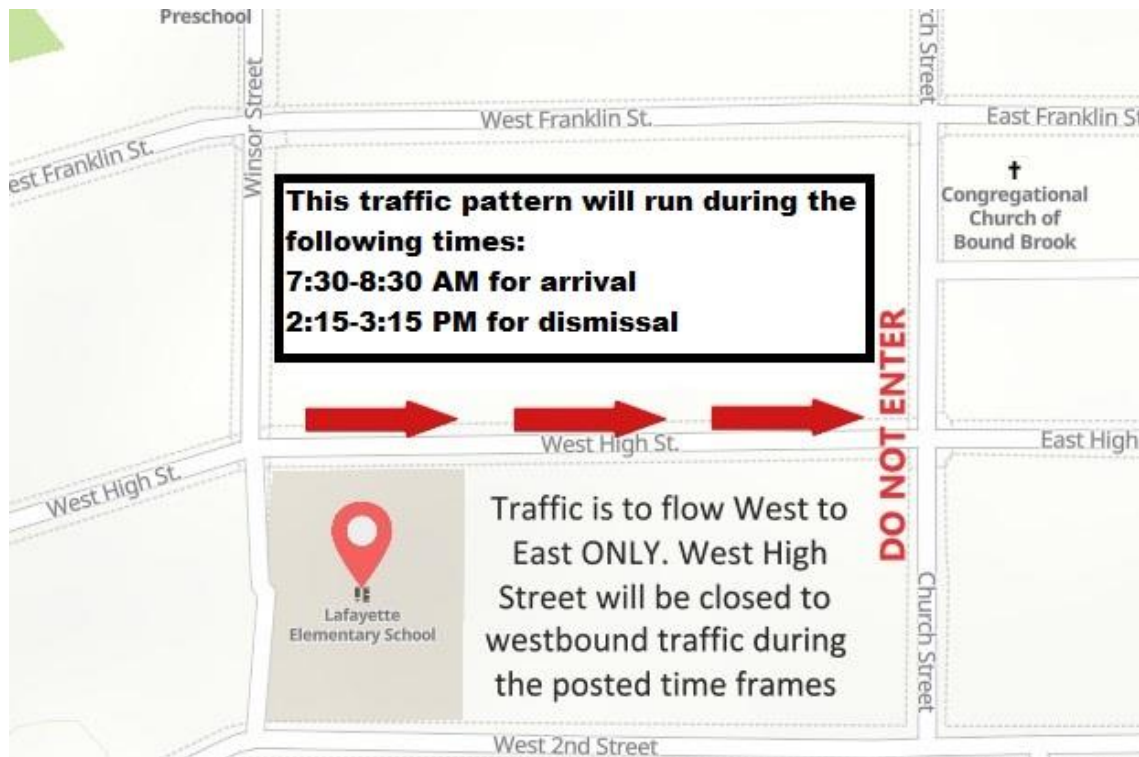 Preschool
ch Street
Winsor Street
West Franklin St.
East Franklin St
est Franklin St.
This traffic pattern will run during the
following times:
7:30-8:30 AM for arrival
2:15-3:15 PM for dismissal
Congregational
Church of
Bound Brook
DO NOT ENTER
West High St.
East High
West High St.
Traffic is to flow West to
East ONLY. West High
Street will be closed to
westbound traffic during
the posted time frames
Lafayette
Elementary School
Church Street
West 2nd Street